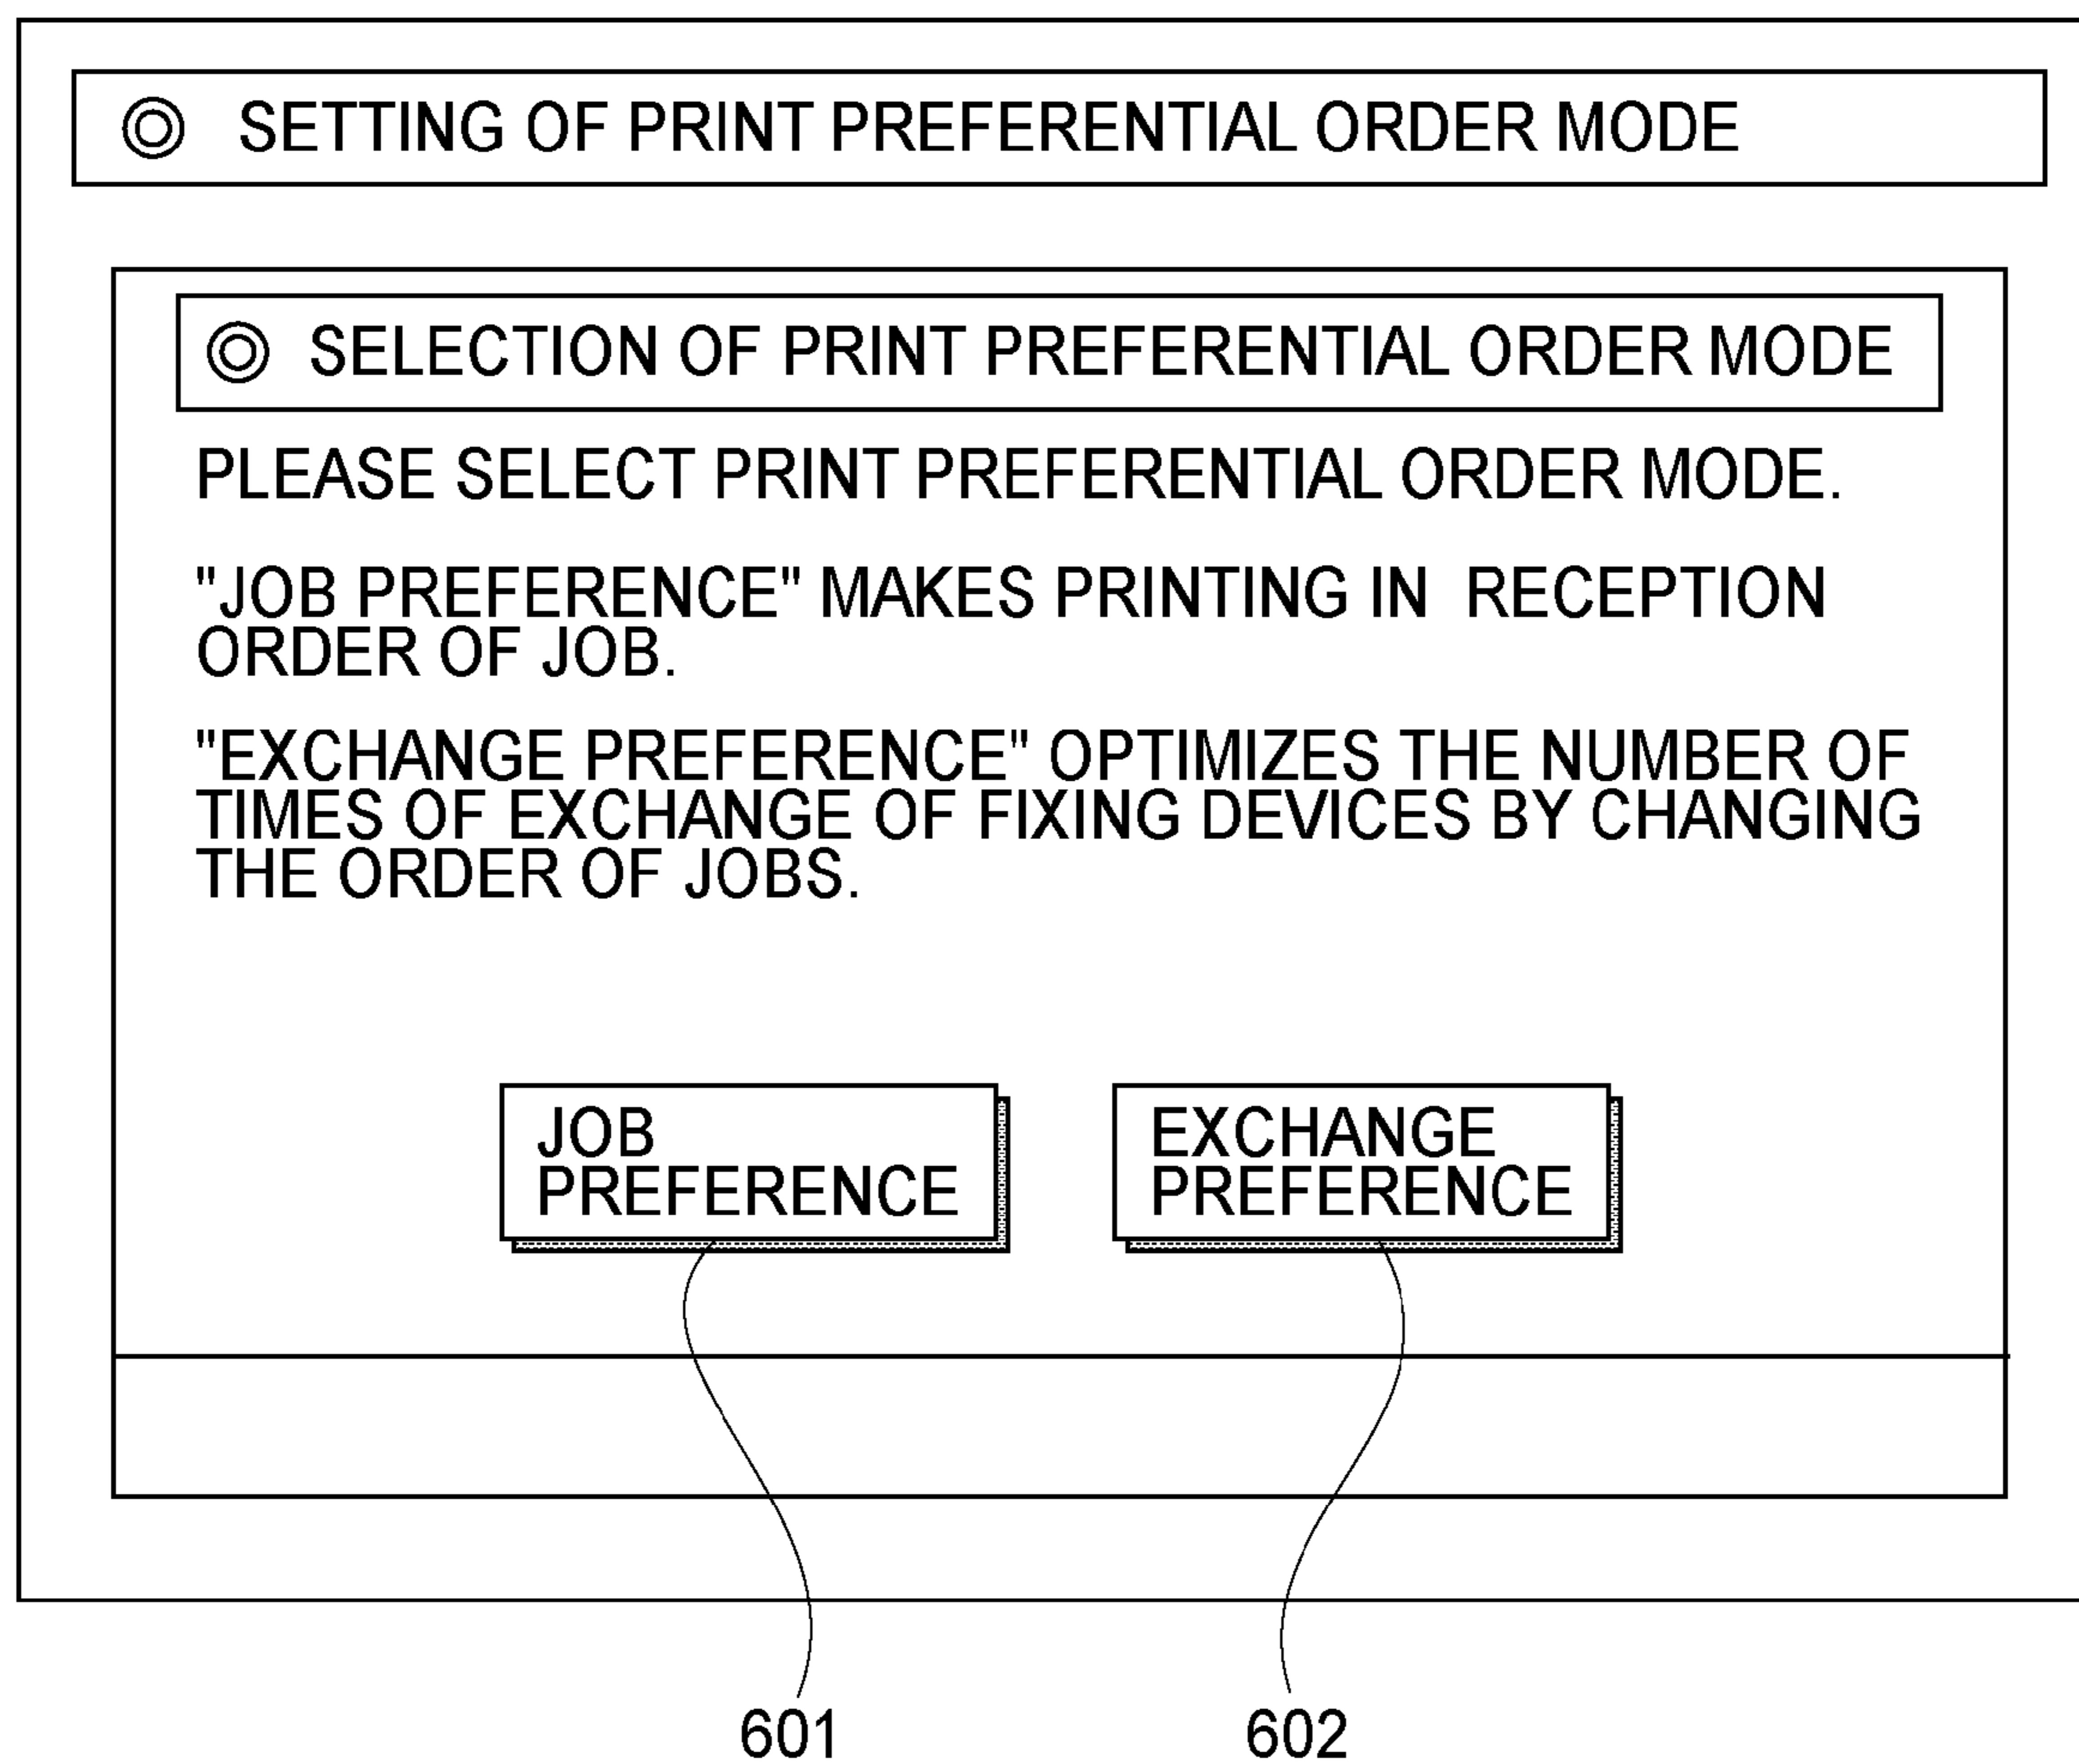 ◎ SETTING OF PRINT PREFERENTIAL ORDER MODE
◎ SELECTION OF PRINT PREFERENTIAL ORDER MODE
PLEASE SELECT PRINT PREFERENTIAL ORDER MODE.
"JOB PREFERENCE" MAKES PRINTING IN RECEPTION
ORDER OF JOB.
"EXCHANGE PREFERENCE" OPTIMIZES THE NUMBER OF
TIMES OF EXCHANGE OF FIXING DEVICES BY CHANGING
THE ORDER OF JOBS.
JOB
PREFERENCE
EXCHANGE
PREFERENCE
601
602